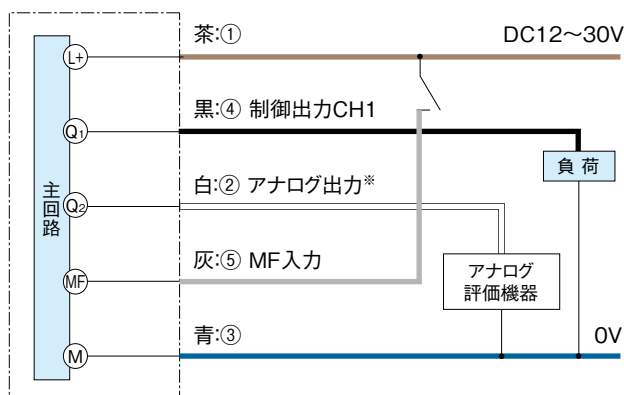 茶:① DC12〜30V
L+
黒:④ 制御出力CH1
Q1
負荷
主回路
白:② アナログ出力※
Q2
灰:⑤ MF入力
アナログ
評価機器
MF
青:③ 0V
M